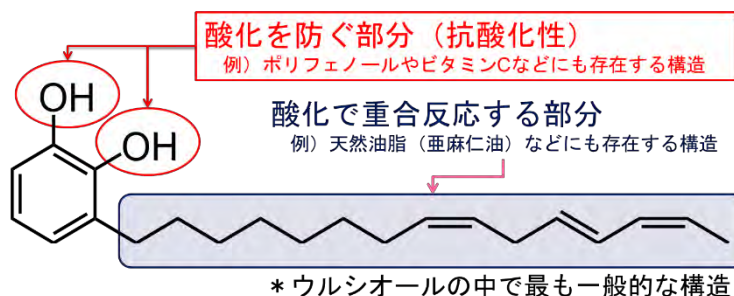 酸化を防ぐ部分（抗酸化性）
例）ポリフェノールやビタミンCなどにも存在する構造
OH
OH
酸化で重合反応する部分
例）天然油脂（亜麻仁油）などにも存在する構造
＊ウルシオールの中で最も一般的な構造